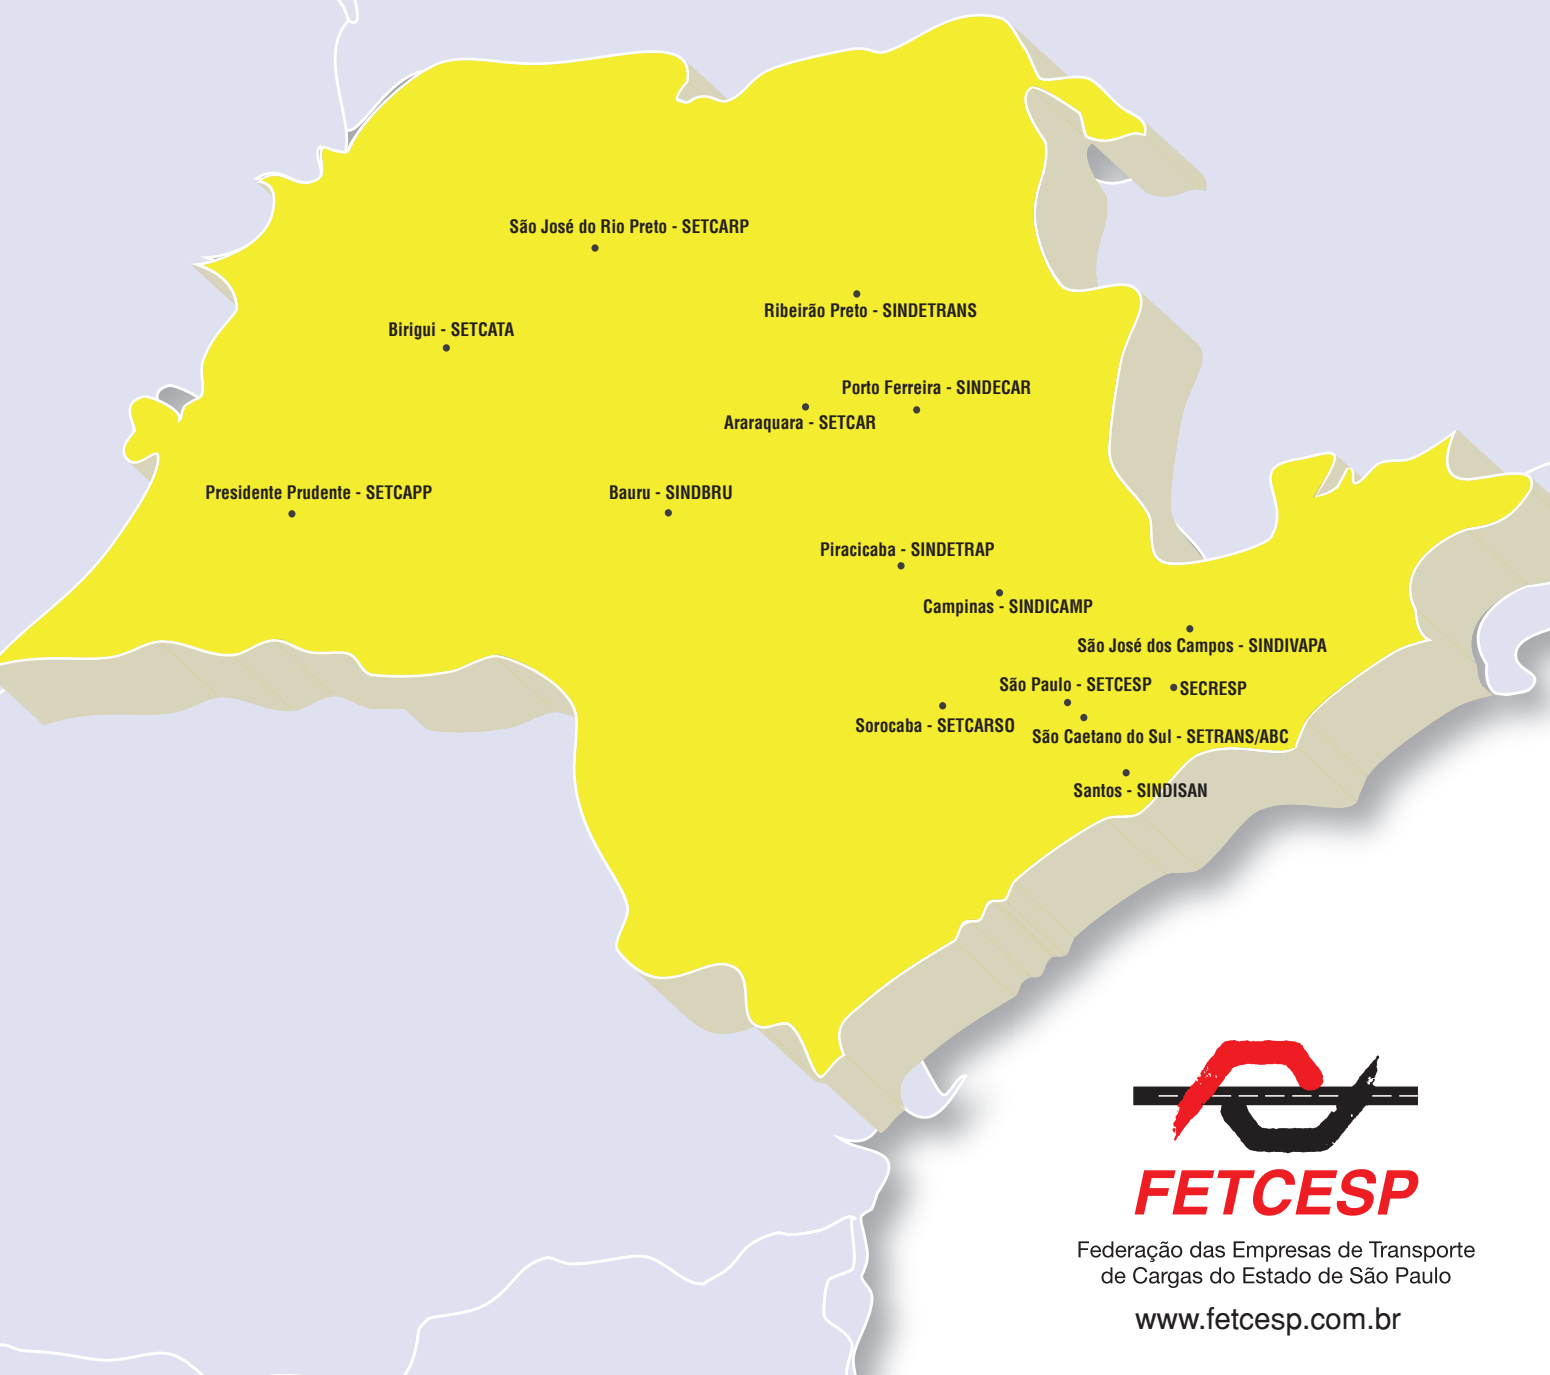 São José do Rio Preto - SETCARP
Ribeirão Preto - SINDETRANS
Birigui - SETCATA
Porto Ferreira - SINDECAR
Araraquara - SETCAR
Presidente Prudente - SETCAPP
Bauru - SINDBRU
Piracicaba - SINDETRAP
Campinas - SINDICAMP
São José dos Campos - SINDIVAPA
São Paulo - SETCESP
SECRESP
Sorocaba - SETCARSO
São Caetano do Sul - SETRANS/ABC
Santos - SINDISAN
FETCESP
Federação das Empresas de Transporte
de Cargas do Estado de São Paulo
www.fetcesp.com.br